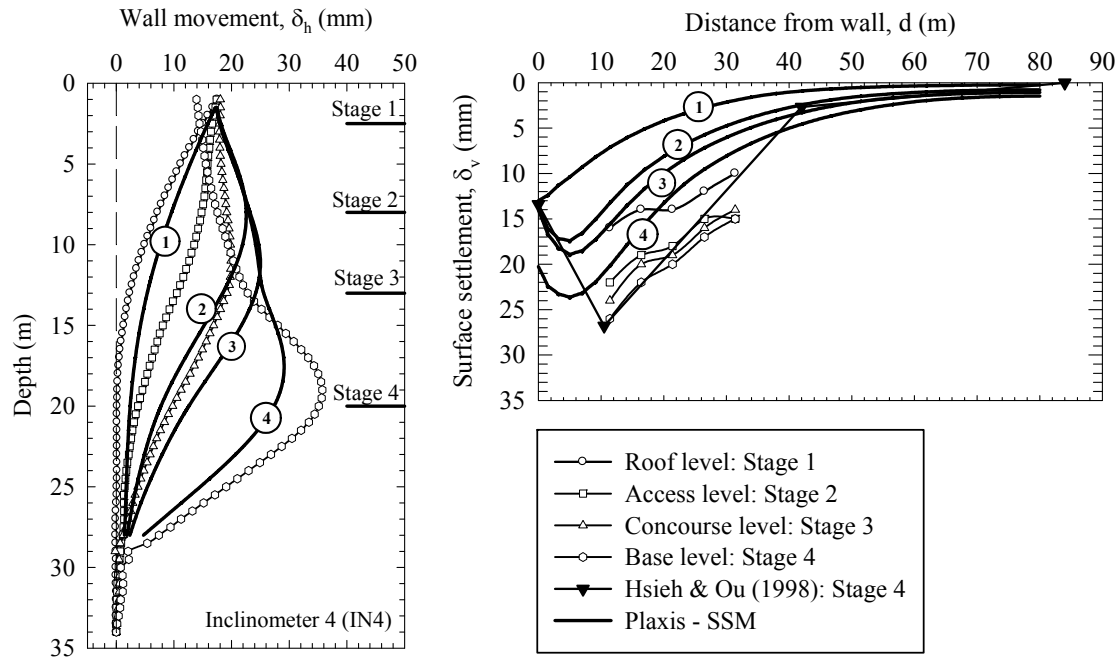 Wall movement, δh (mm)
0 10 20 30 40 50
0
5
10
15
20
25
30
35
Depth (m)
Stage 1
Stage 2
Stage 3
Stage 4
1
2
3
4
Inclinometer 4 (IN4)
Distance from wall, d (m)
0 10 20 30 40 50 60 70 80 90
0
5
10
15
20
25
30
35
Surface settlement, δv (mm)
1
2
3
4
Roof level: Stage 1
Access level: Stage 2
Concourse level: Stage 3
Base level: Stage 4
Hsieh & Ou (1998): Stage 4
Plaxis - SSM